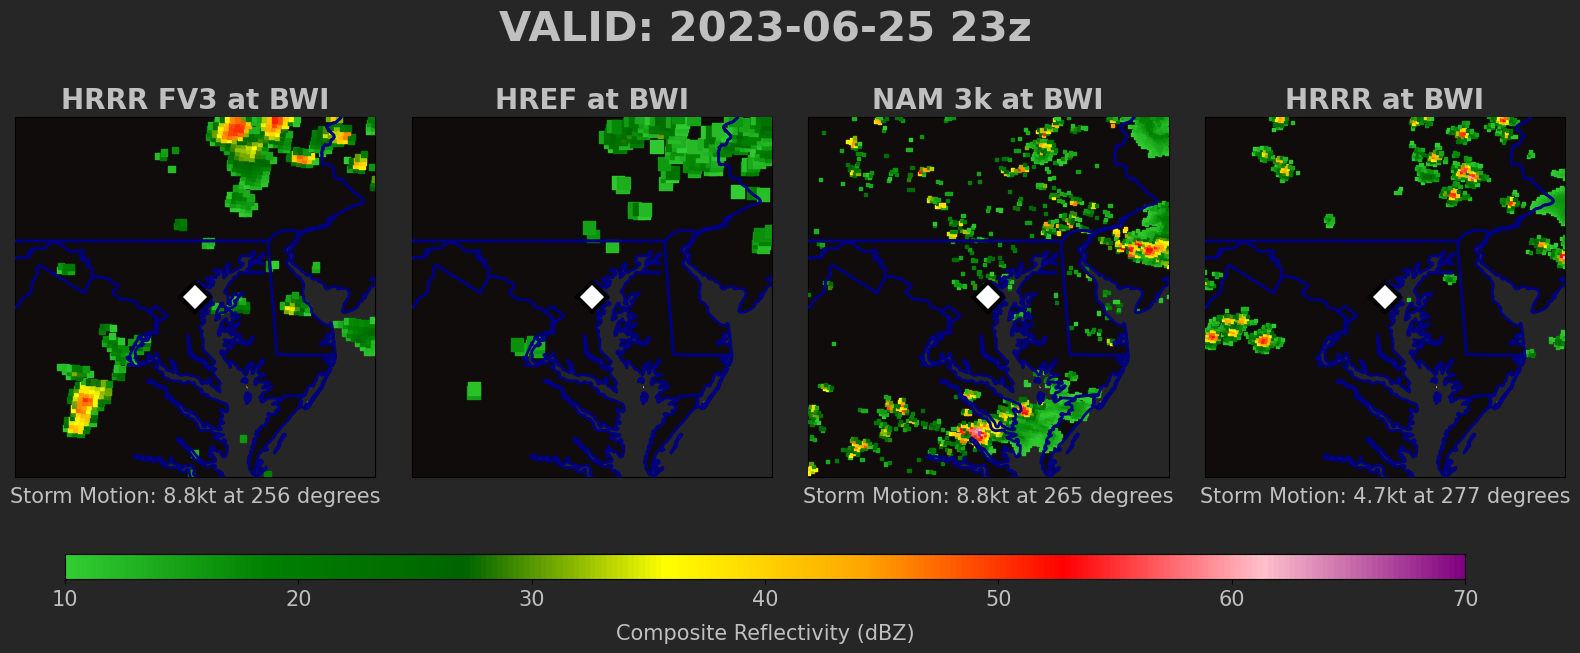 VALID: 2023-06-25 23z
HRRR FV3 at BWI
HREF at BWI
NAM 3k at BWI
HRRR at BWI
Storm Motion: 8.8kt at 256 degrees
Storm Motion: 8.8kt at 265 degrees
Storm Motion: 4.7kt at 277 degrees
10 20 30 40 50 60 70
Composite Reflectivity (dBZ)